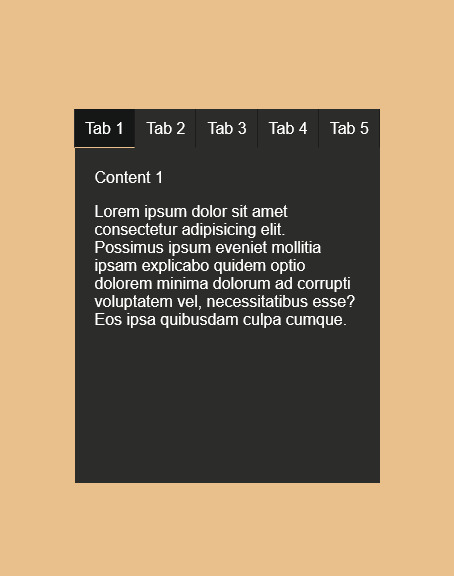 Tab 1 Tab 2 Tab 3 Tab 4 Tab 5
Content 1
Lorem ipsum dolor sit amet
consectetur adipisicing elit.
Possimus ipsum eveniet mollitia
ipsam explicabo quidem optio
dolorem minima dolorum ad corrupti
voluptatem vel, necessitatibus esse?
Eos ipsa quibusdam culpa cumque.